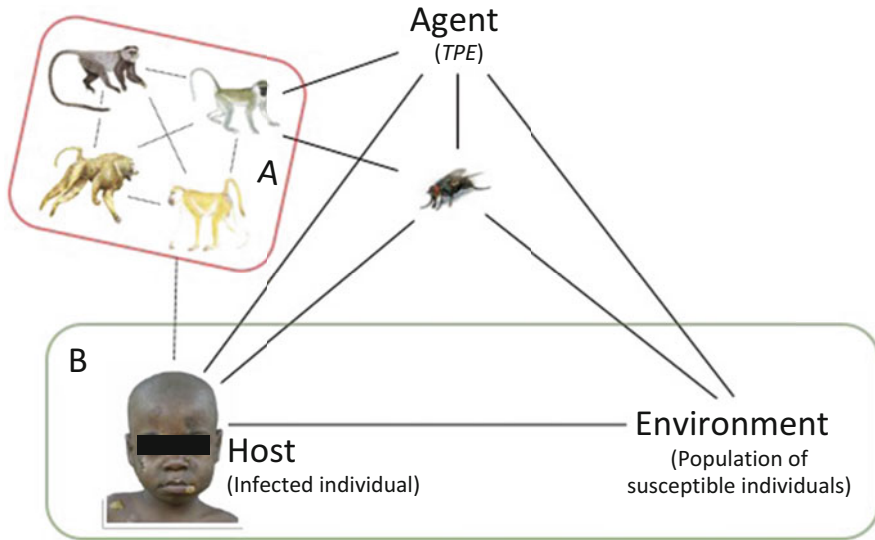 Agent
(TPE)
A
B
Host
(Infected individual)
Environment
(Population of
susceptible individuals)